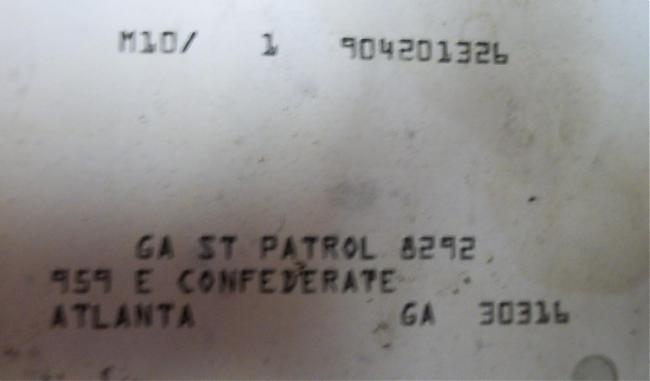 M10/ 1 904201326
GA ST PATROL 8292
959 E CONFEDERATE
ATLANTA GA 30316